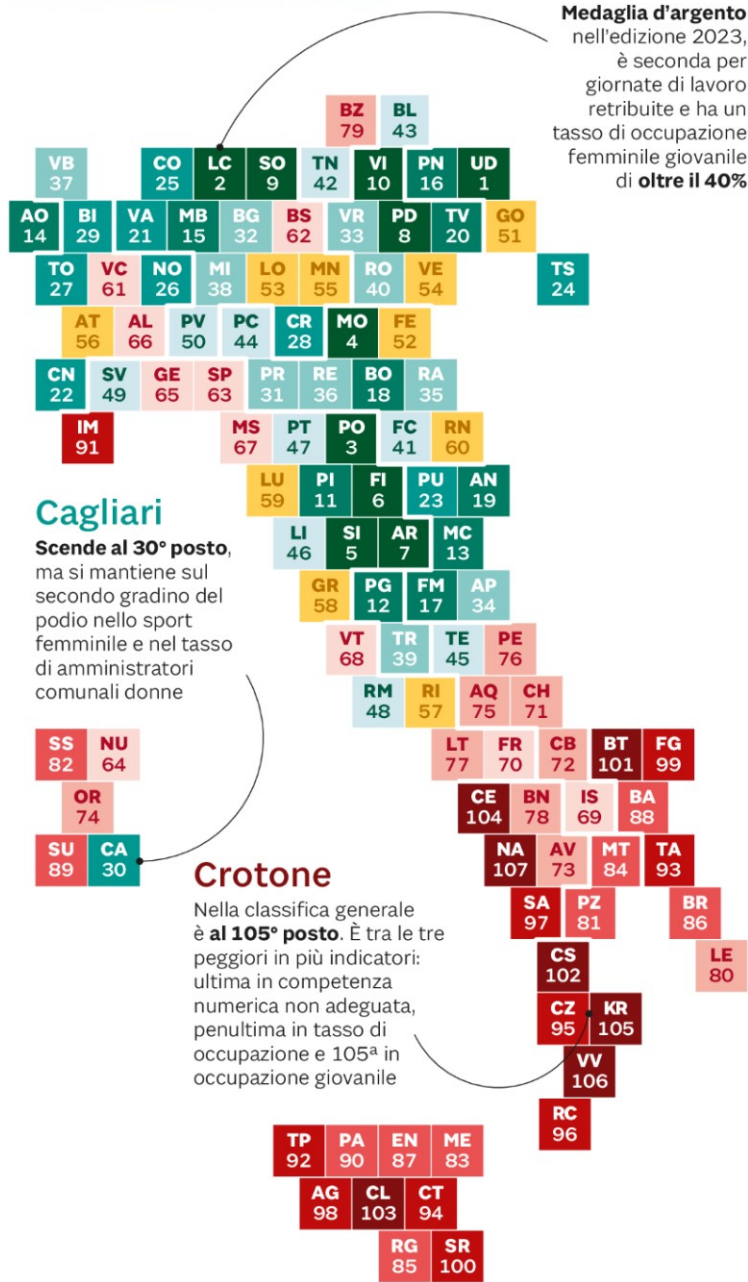 Medaglia d'argento
nell'edizione 2023,
è seconda per
giornate di lavoro
retribuite e ha un
tasso di occupazione
femminile giovanile
di oltre il 40%
BZ BL
79 43
VB CO LC SO TN VI PN UD
37 25 2 9 42 10 16 1
AO BI VA MB BG BS VR PD TV GO
14 29 21 15 32 62 33 8 20 51
TO VC NO MI LO MN RO VE TS
27 61 26 38 53 55 40 54 24
AT AL PV PC CR MO FE
56 66 50 44 28 4 52
CN SV GE SP PR RE BO RA
22 49 65 63 31 36 18 35
IM MS PT PO FC RN
91 67 47 3 41 60
LU PI FI PU AN
59 11 6 23 19
LI SI AR MC
46 5 7 13
GR PG FM AP
58 12 17 34
VT TR TE PE
68 39 45 76
RM RI AQ CH
48 57 75 71
Cagliari
Scende al 30° posto,
ma si mantiene sul
secondo gradino del
podio nello sport
femminile e nel tasso
di amministratori
comunali donne
SS NU LT FR CB BT FG
82 64 77 70 72 101 99
OR CE BN IS BA
74 104 78 69 88
SU CA NA AV MT TA
89 30 107 73 84 93
SA PZ BR
97 81 86
CS LE
102 80
CZ KR
95 105
VV
106
RC
96
Crotone
Nella classifica generale
è al 105° posto. È tra le tre
peggiori in più indicatori:
ultima in competenza
numerica non adeguata,
penultima in tasso di
occupazione e 105ª in
occupazione giovanile
TP PA EN ME
92 90 87 83
AG CL CT
98 103 94
RG SR
85 100